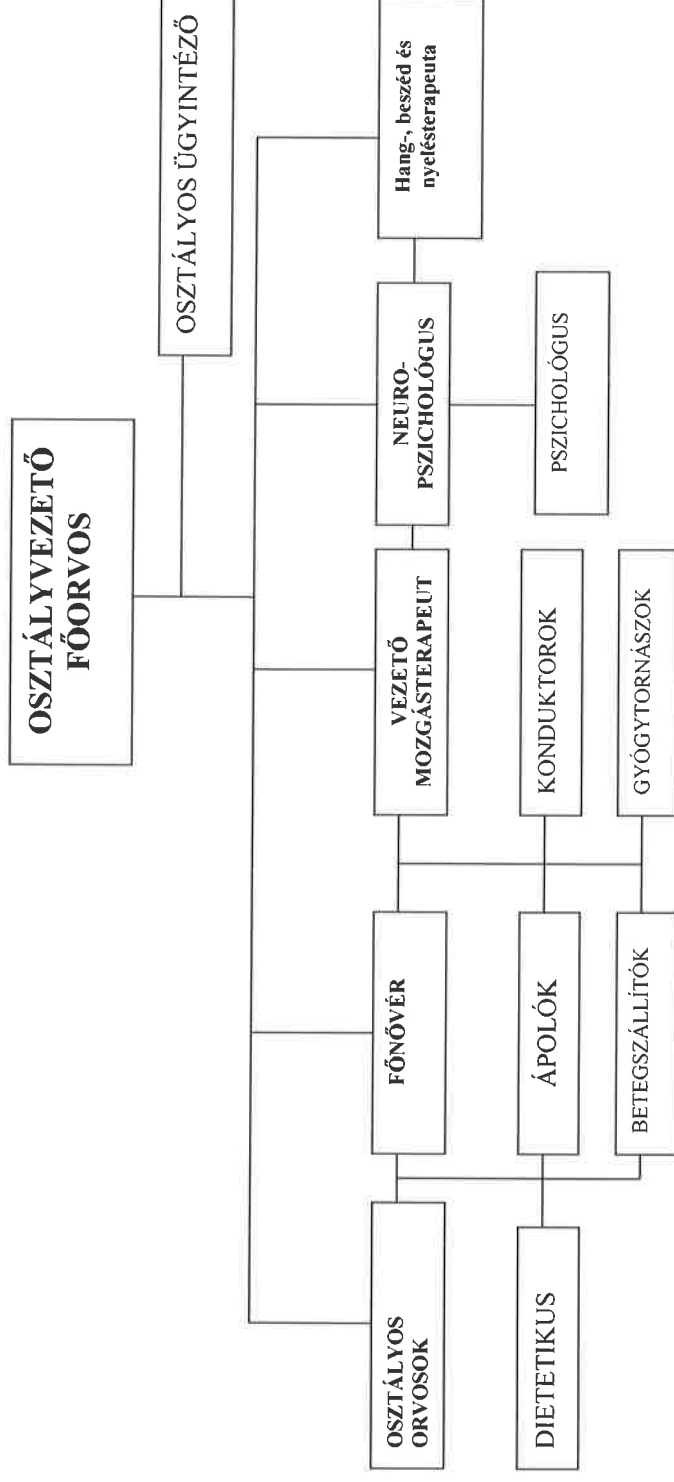 OSZTÁLYVEZETŐ
FŐORVOS
OSZTÁLYOS ÜGYINTÉZŐ
OSZTÁLYOS
ORVOSOK
FŐNŐVÉR
VEZETŐ
MOZGÁSTERAPEUT
NEURO-
PSZICHOLÓGUS
Hang-, beszéd és
nyelésterapeuta
DIETETIKUS
ÁPOLÓK
KONDUKTOROK
PSZICHOLÓGUS
BETEGSZÁLLÍTÓK
GYÓGYTORNÁSZOK